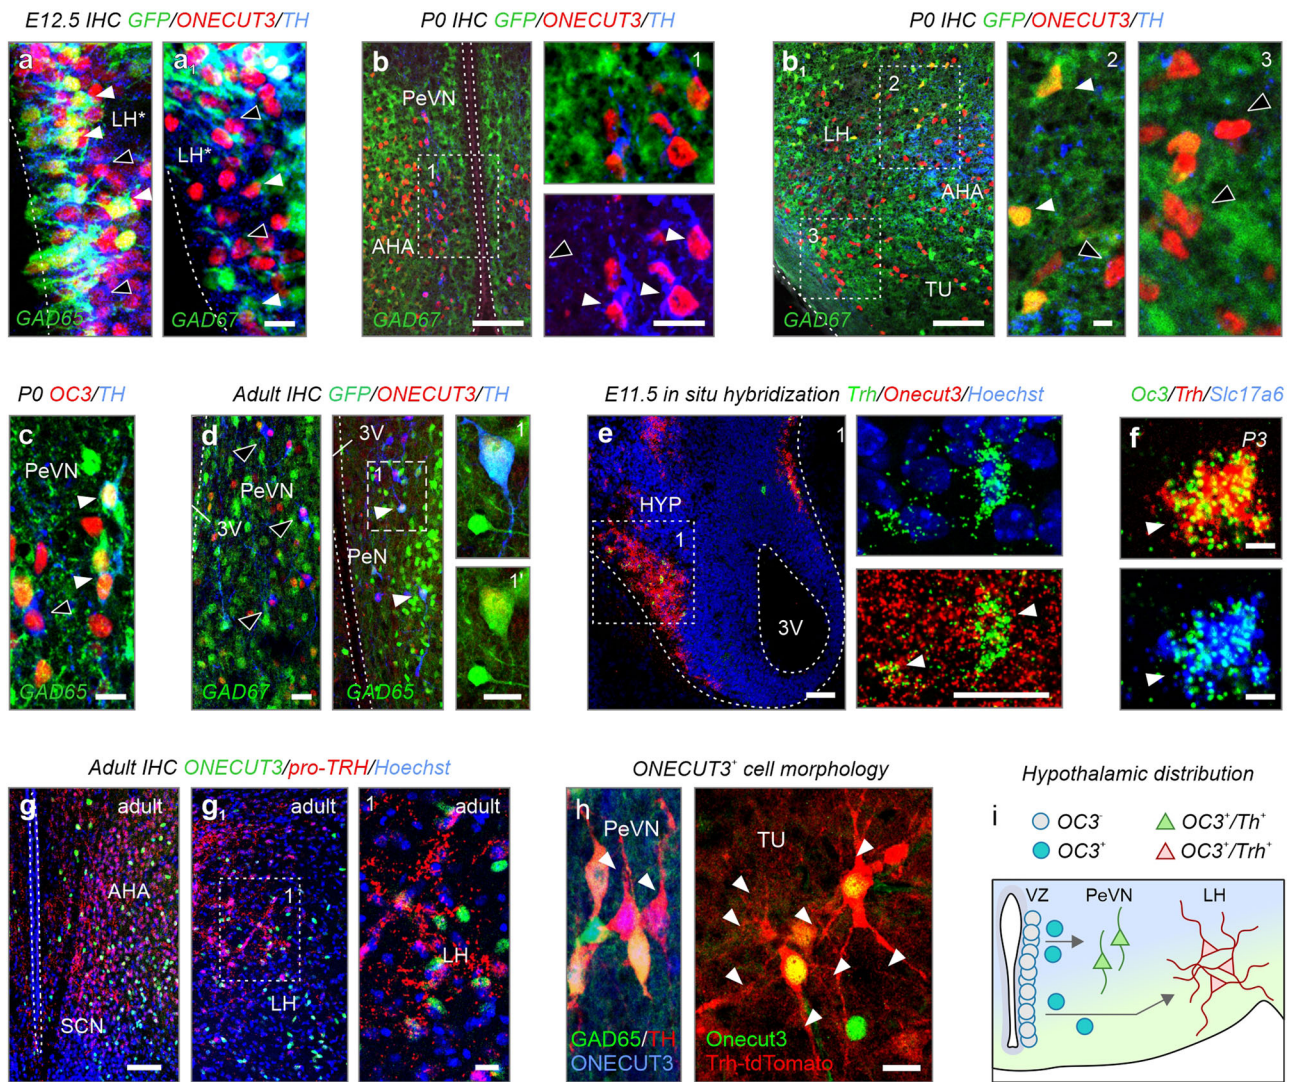 E12.5 IHC GFP/ONECUT3/TH
P0 IHC GFP/ONECUT3/TH
P0 IHC GFP/ONECUT3/TH
a
LH*
GAD65
a1
LH*
GAD67
b
PeVN
1
AHA
GAD67
1
b1
2
LH
AHA
3
TU
GAD67
2
3
P0 OC3/TH
Adult IHC GFP/ONECUT3/TH
E11.5 in situ hybridization Trh/Onecut3/Hoechst
Oc3/Trh/Slc17a6
c
PeVN
GAD65
d
PeVN
3V
GAD67
3V
1
PeN
GAD65
1
1'
e
1
HYP
1
3V
f
P3
Adult IHC ONECUT3/pro-TRH/Hoechst
ONECUT3+ cell morphology
Hypothalamic distribution
g
adult
AHA
SCN
g1
adult
1
LH
1
adult
LH
h
PeVN
GAD65/TH
ONECUT3
TU
Onecut3
Trh-tdTomato
i
OC3-
OC3+/Th+
OC3+
OC3+/Trh+
VZ
PeVN
LH